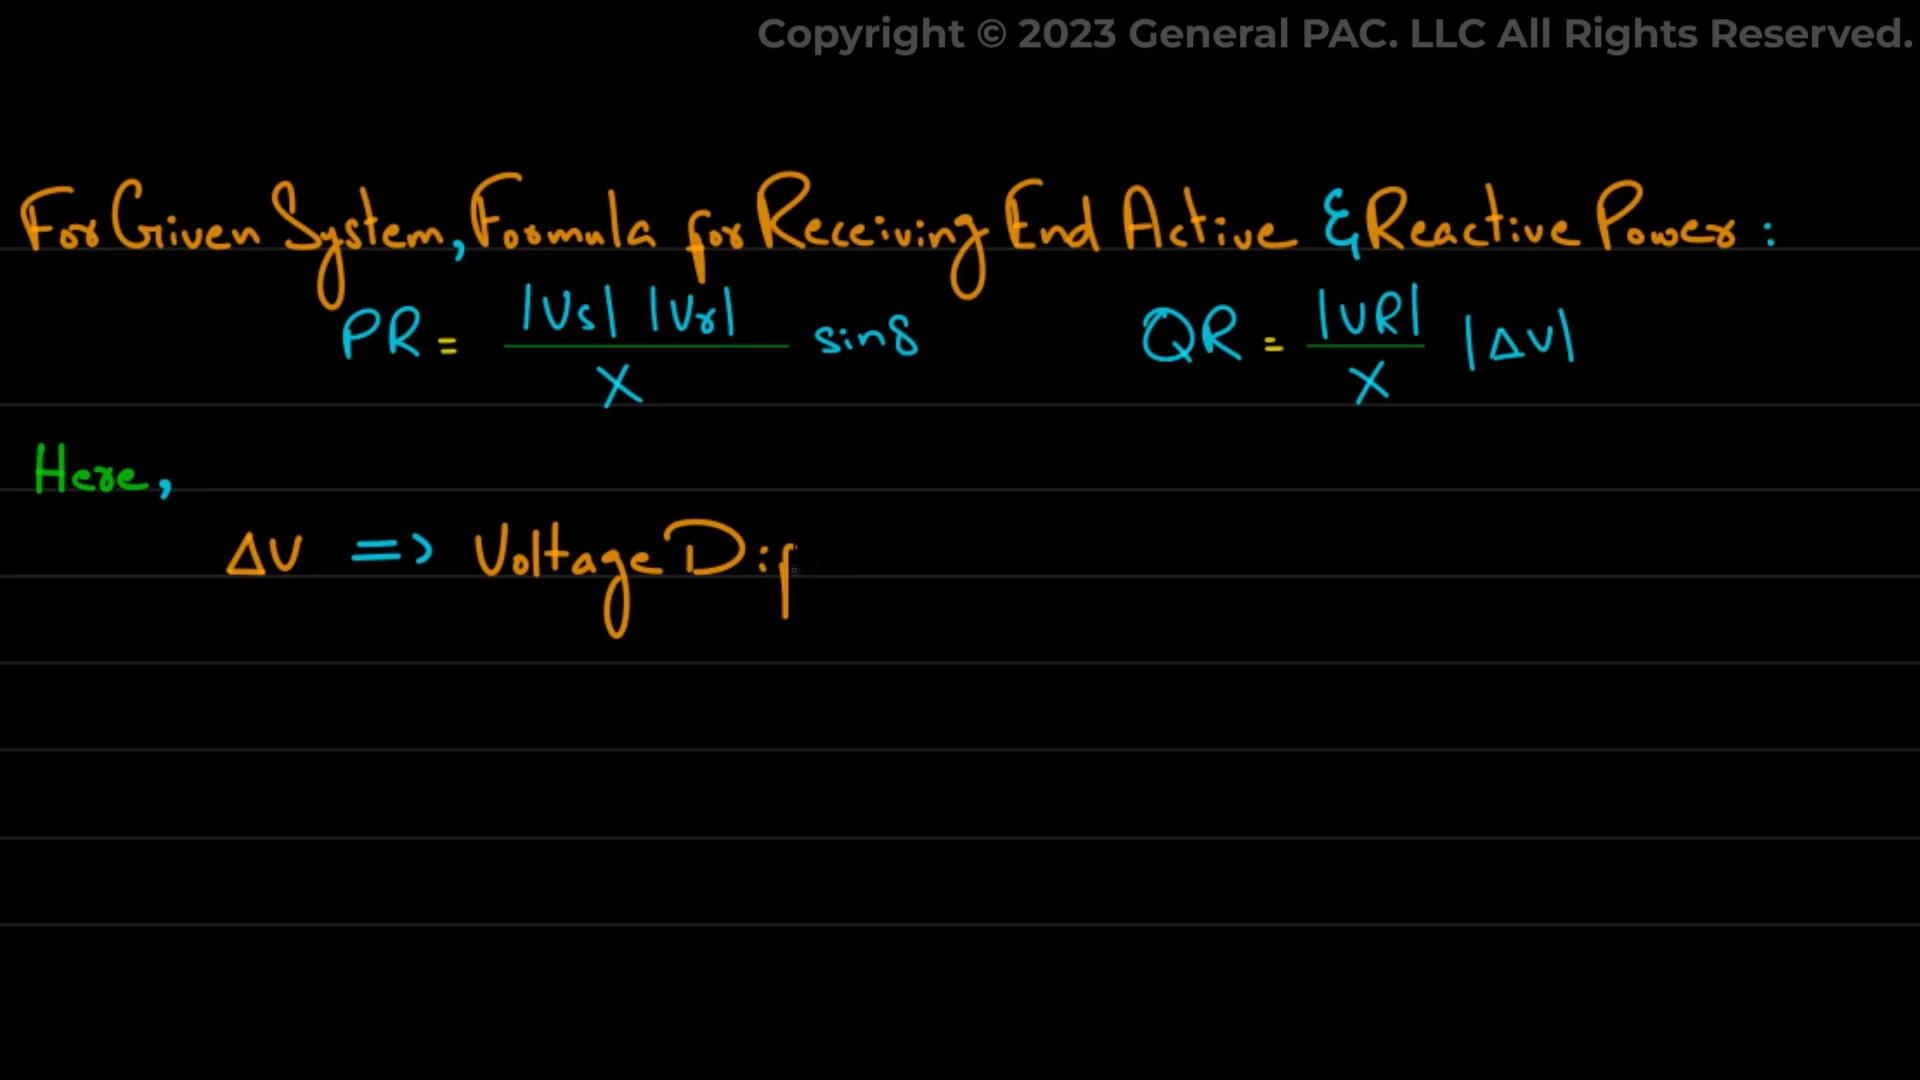 Copyright © 2023 General PAC. LLC All Rights Reserved.
For Given System, Formula for Receiving End Active & Reactive Power :
PR = |Vs| |Vr| / X sinδ QR = |VR| / X |ΔV|
Here,
ΔV => Voltage Dif